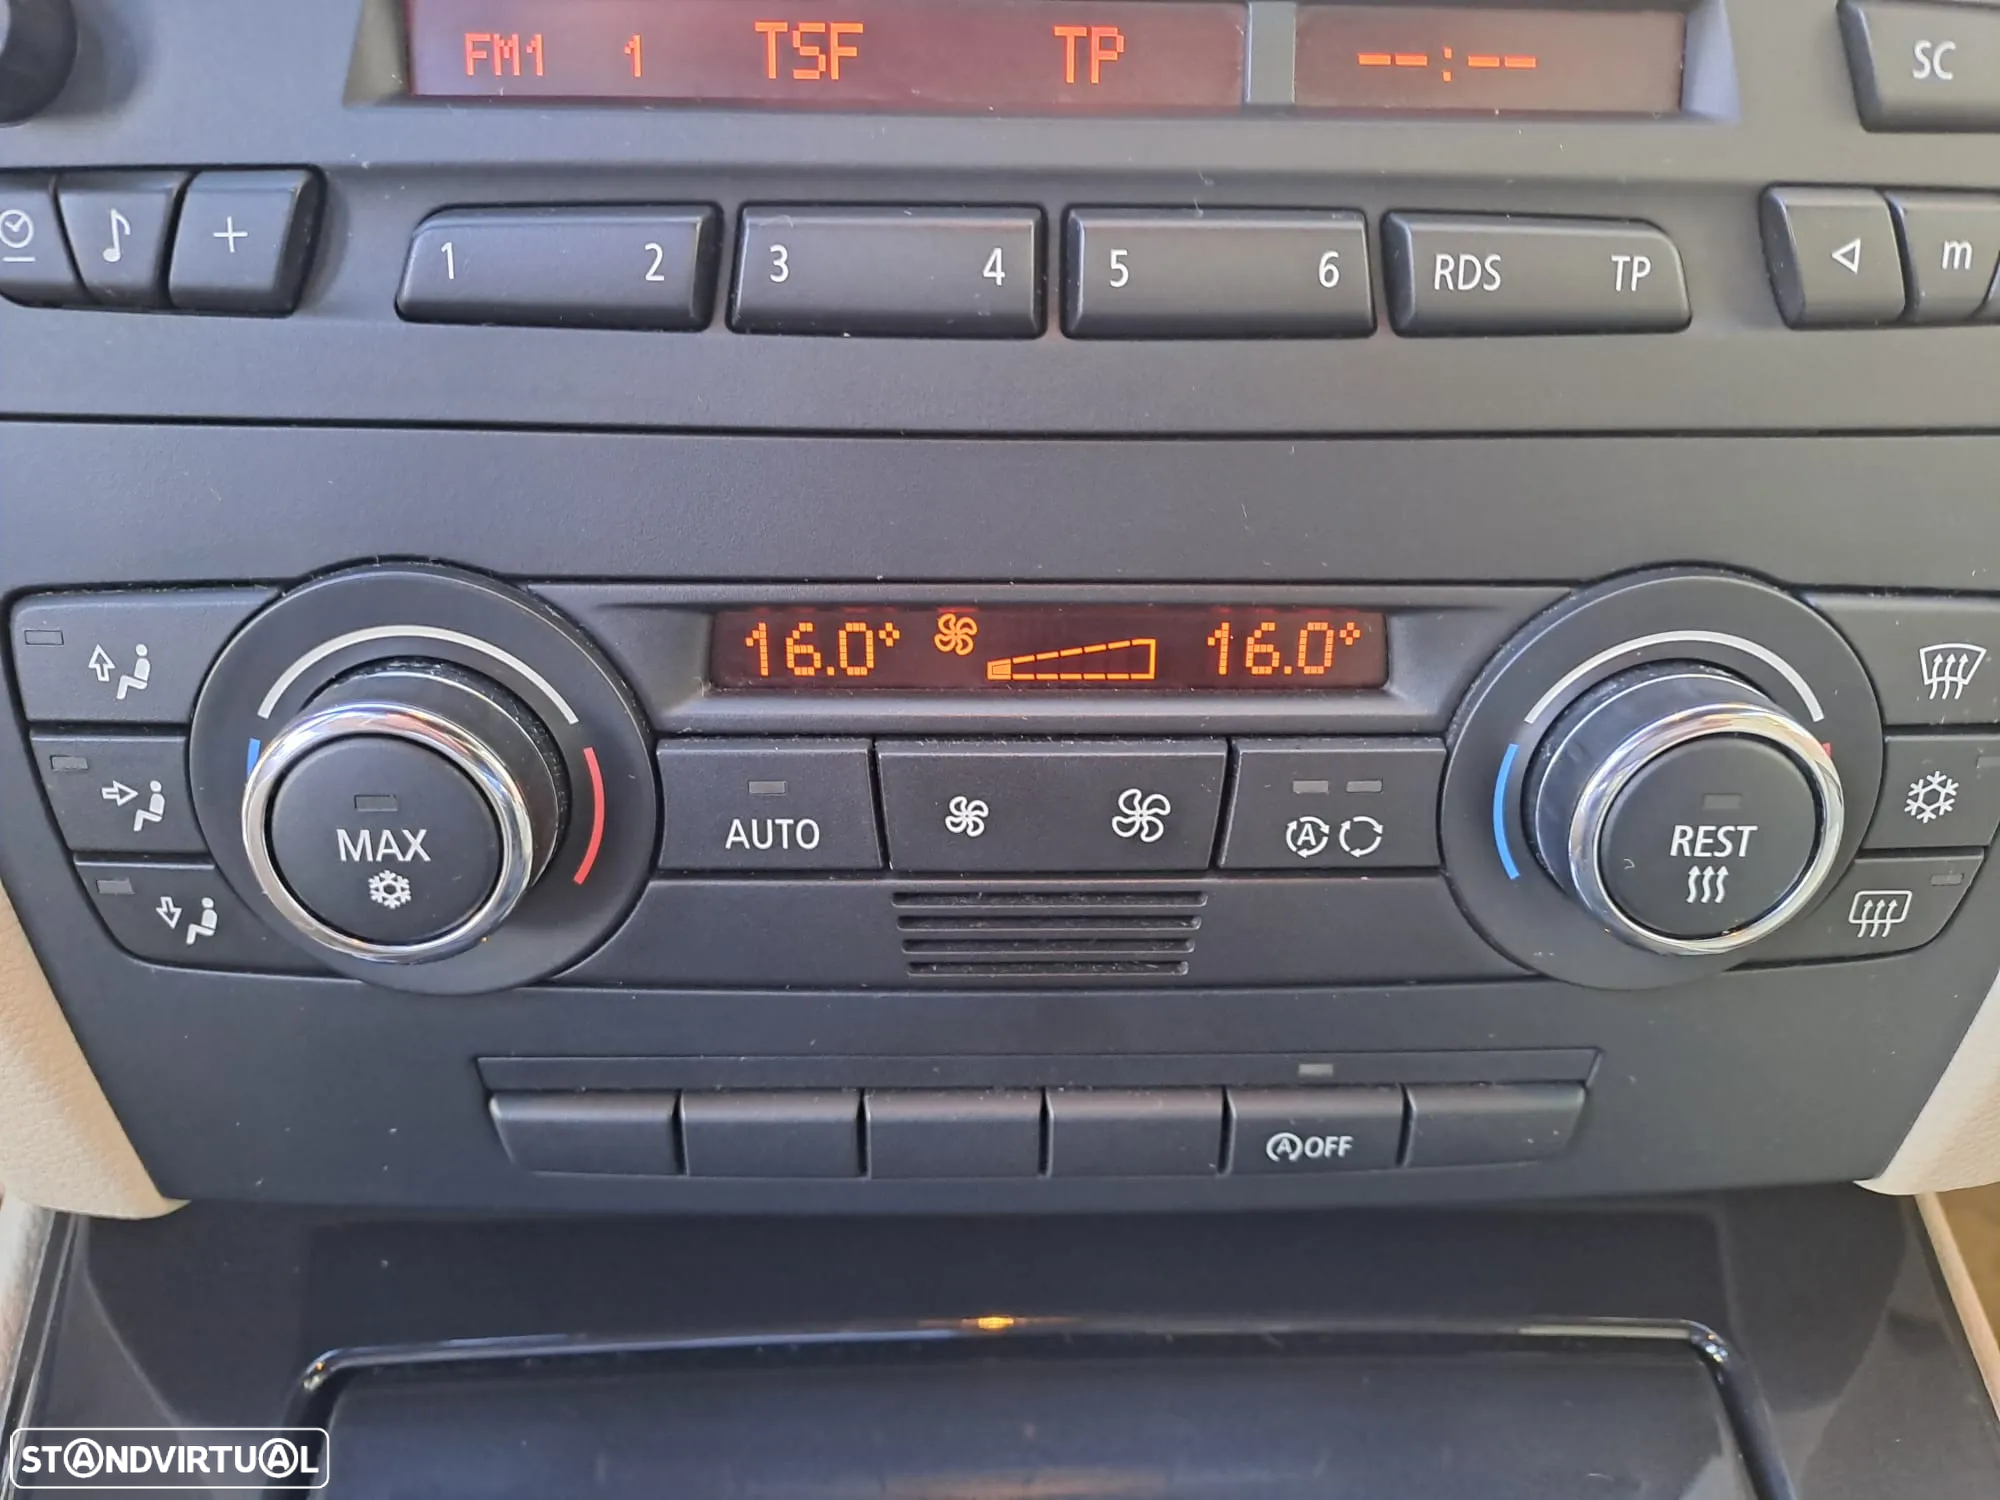 FM1 1 TSF TP --:--
SC
1 2 3 4 5 6 RDS TP
m
16.0° 16.0°
MAX
AUTO
A
REST
A OFF
STANDVIRTUAL